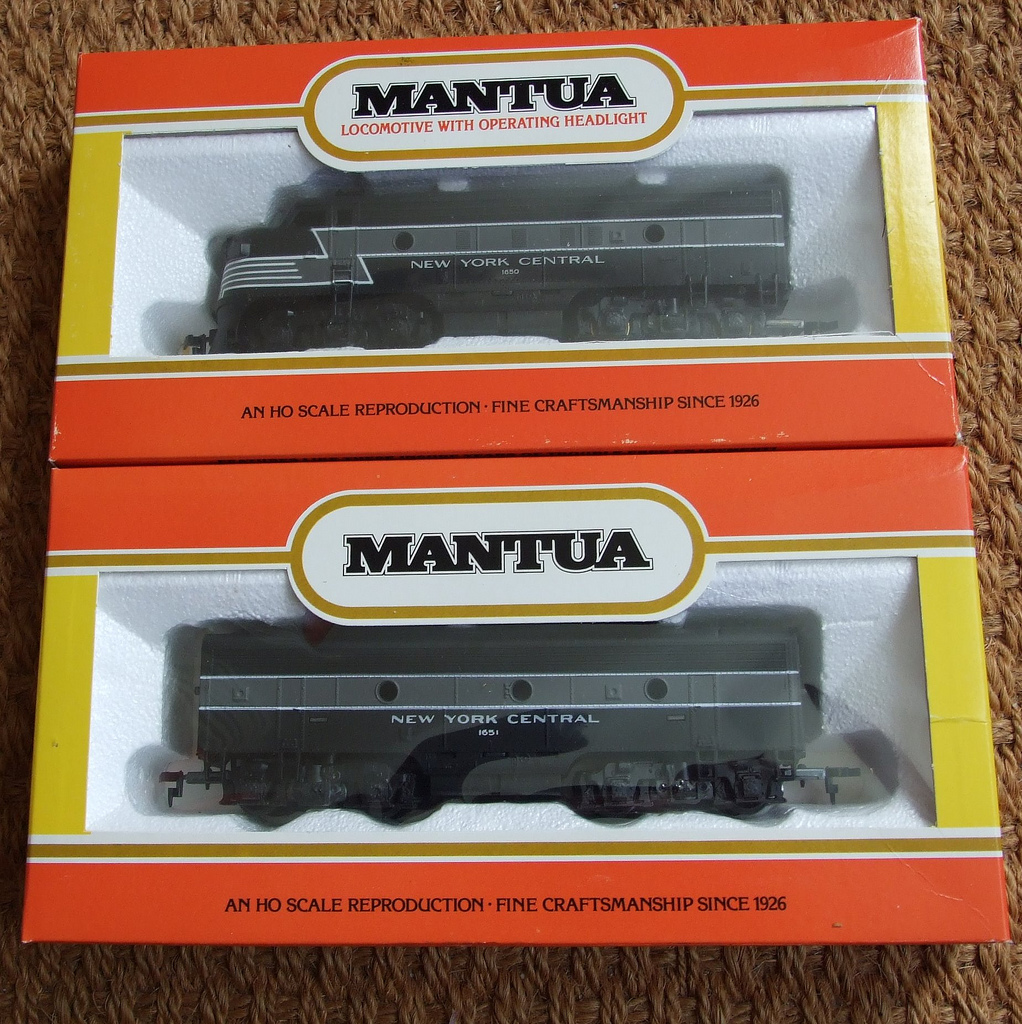 MANTUA
LOCOMOTIVE WITH OPERATING HEADLIGHT
NEW YORK CENTRAL
1650
AN HO SCALE REPRODUCTION · FINE CRAFTSMANSHIP SINCE 1926
MANTUA
NEW YORK CENTRAL
1651
AN HO SCALE REPRODUCTION · FINE CRAFTSMANSHIP SINCE 1926